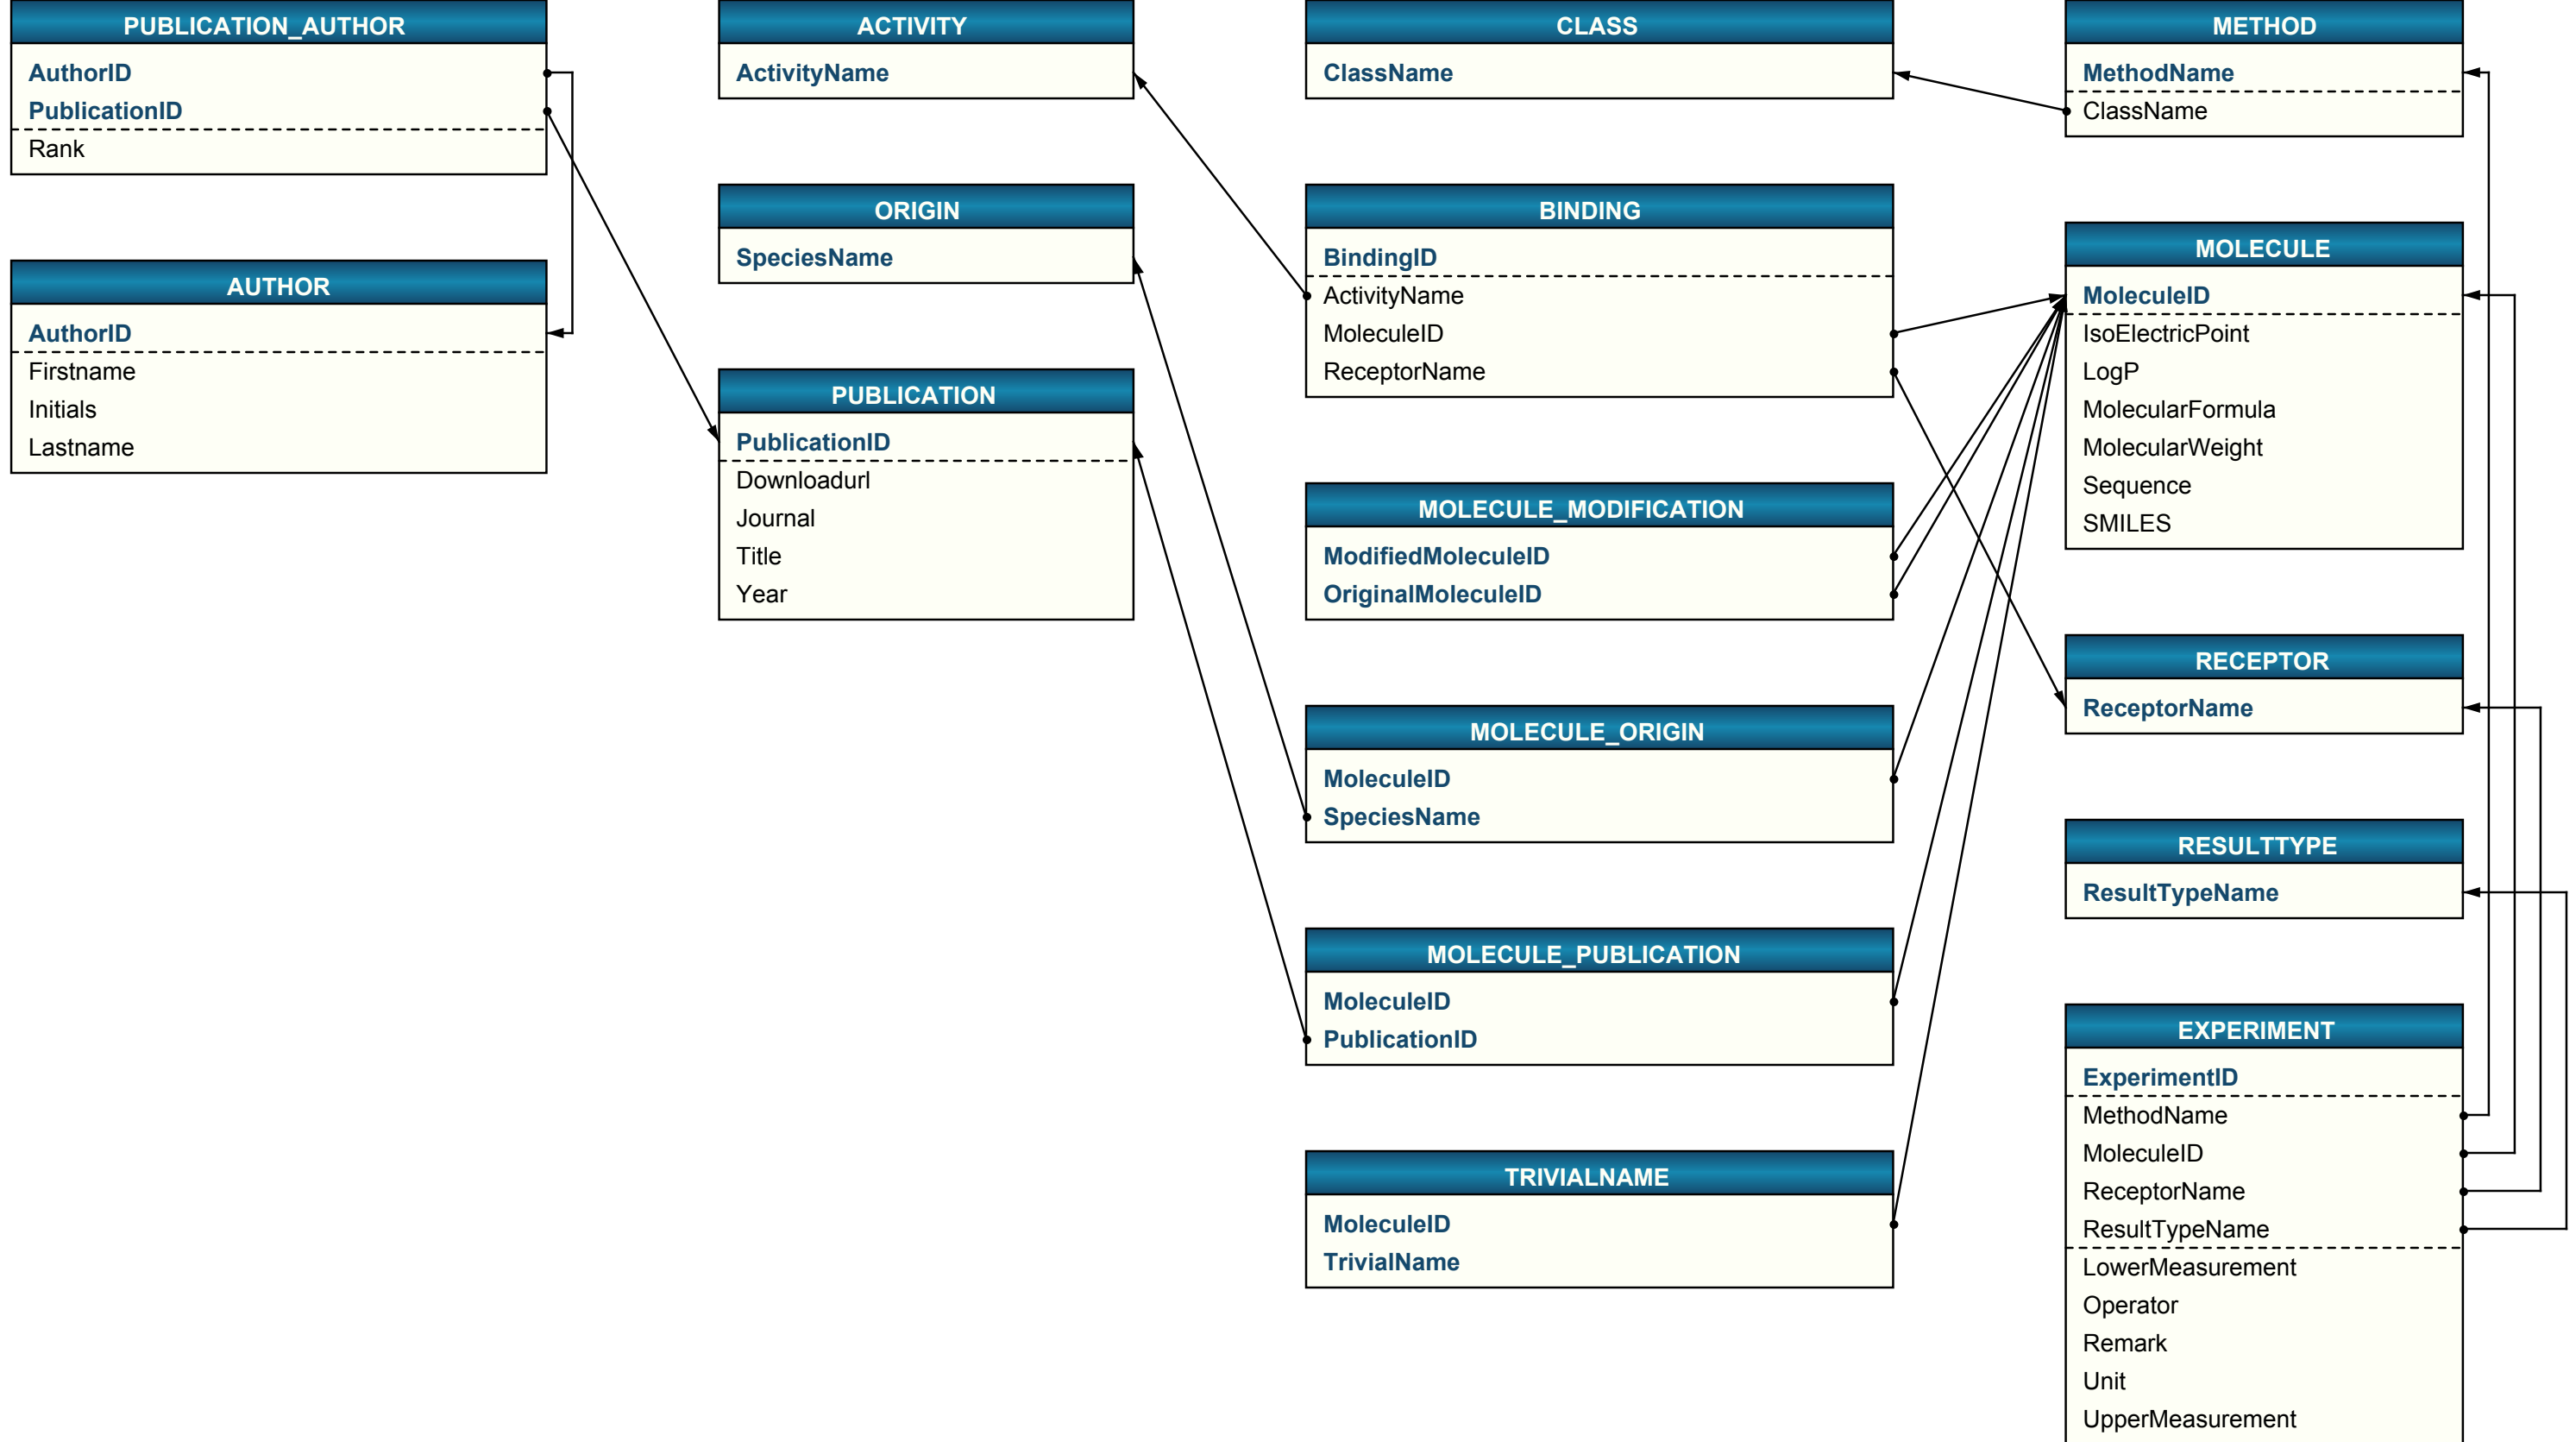 PUBLICATION_AUTHOR
AuthorID
PublicationID
Rank
AUTHOR
AuthorID
Firstname
Initials
Lastname
ACTIVITY
ActivityName
ORIGIN
SpeciesName
PUBLICATION
PublicationID
Downloadurl
Journal
Title
Year
CLASS
ClassName
BINDING
BindingID
ActivityName
MoleculeID
ReceptorName
MOLECULE_MODIFICATION
ModifiedMoleculeID
OriginalMoleculeID
MOLECULE_ORIGIN
MoleculeID
SpeciesName
MOLECULE_PUBLICATION
MoleculeID
PublicationID
TRIVIALNAME
MoleculeID
TrivialName
METHOD
MethodName
ClassName
MOLECULE
MoleculeID
IsoElectricPoint
LogP
MolecularFormula
MolecularWeight
Sequence
SMILES
RECEPTOR
ReceptorName
RESULTTYPE
ResultTypeName
EXPERIMENT
ExperimentID
MethodName
MoleculeID
ReceptorName
ResultTypeName
LowerMeasurement
Operator
Remark
Unit
UpperMeasurement